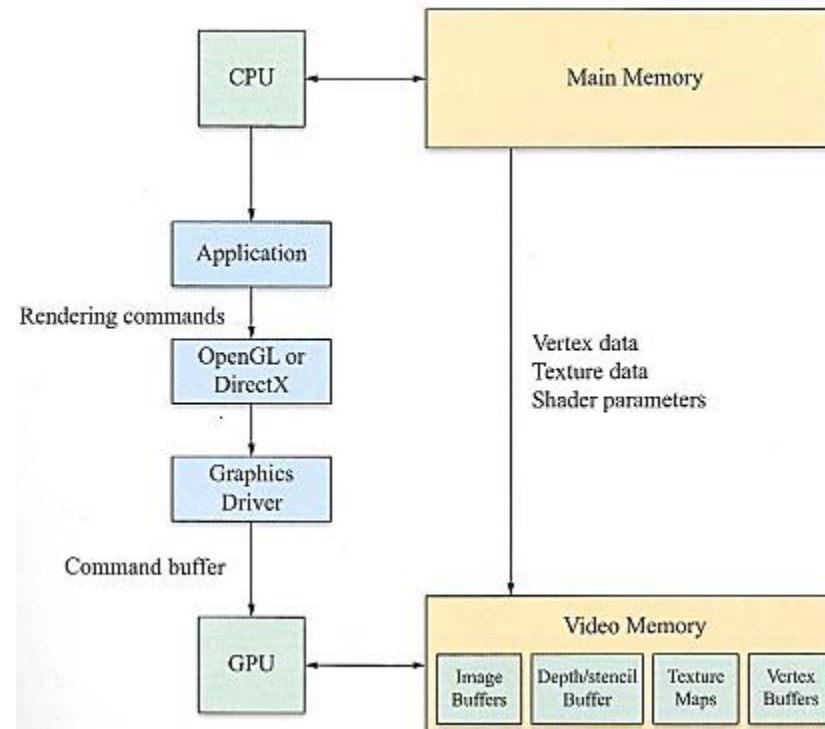 CPU
Main Memory
Application
Rendering commands
OpenGL or
DirectX
Vertex data
Texture data
Shader parameters
Graphics
Driver
Command buffer
GPU
Video Memory
Image
Buffers
Depth/stencil
Buffer
Texture
Maps
Vertex
Buffers